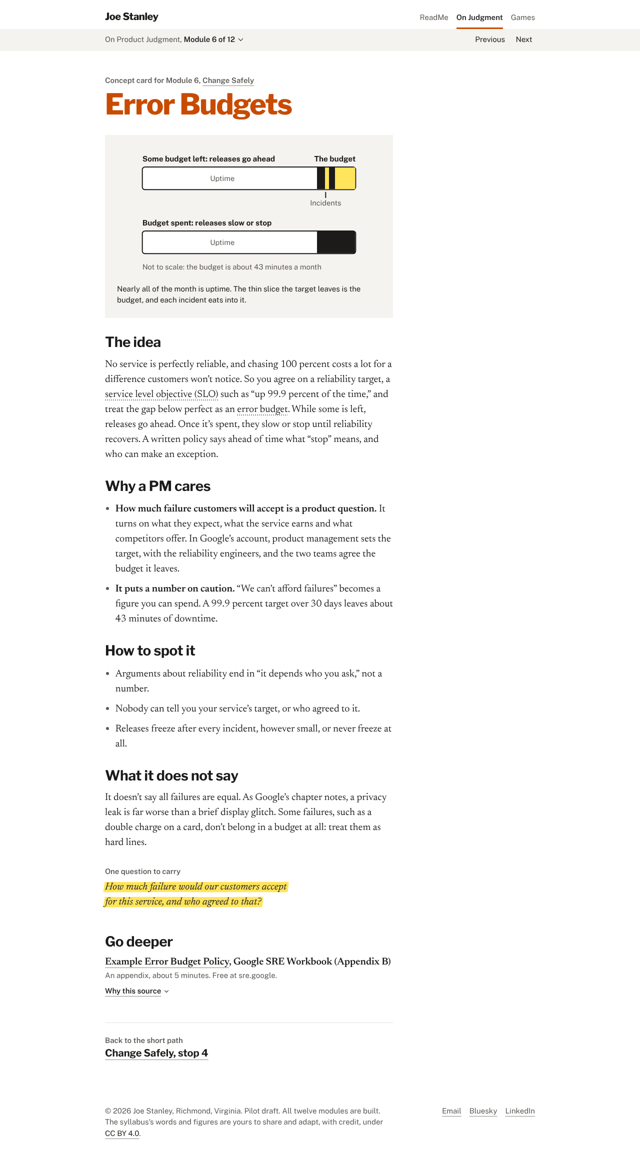 Joe Stanley
ReadMe On Judgment Games
On Product Judgment, Module 6 of 12
Previous Next
Concept card for Module 6, Change Safely
Error Budgets
Some budget left: releases go ahead The budget
Uptime
Incidents
Budget spent: releases slow or stop
Uptime
Not to scale: the budget is about 43 minutes a month
Nearly all of the month is uptime. The thin slice the target leaves is the
budget, and each incident eats into it.
The idea
No service is perfectly reliable, and chasing 100 percent costs a lot for a
difference customers won’t notice. So you agree on a reliability target, a
service level objective (SLO) such as “up 99.9 percent of the time,” and
treat the gap below perfect as an error budget. While some is left,
releases go ahead. Once it’s spent, they slow or stop until reliability
recovers. A written policy says ahead of time what “stop” means, and
who can make an exception.
Why a PM cares
How much failure customers will accept is a product question. It
turns on what they expect, what the service earns and what
competitors offer. In Google’s account, product management sets the
target, with the reliability engineers, and the two teams agree the
budget it leaves.
It puts a number on caution. “We can’t afford failures” becomes a
figure you can spend. A 99.9 percent target over 30 days leaves about
43 minutes of downtime.
How to spot it
Arguments about reliability end in “it depends who you ask,” not a
number.
Nobody can tell you your service’s target, or who agreed to it.
Releases freeze after every incident, however small, or never freeze at
all.
What it does not say
It doesn’t say all failures are equal. As Google’s chapter notes, a privacy
leak is far worse than a brief display glitch. Some failures, such as a
double charge on a card, don’t belong in a budget at all: treat them as
hard lines.
One question to carry
How much failure would our customers accept
for this service, and who agreed to that?
Go deeper
Example Error Budget Policy, Google SRE Workbook (Appendix B)
An appendix, about 5 minutes. Free at sre.google.
Why this source
Back to the short path
Change Safely, stop 4
© 2026 Joe Stanley, Richmond, Virginia. Pilot draft. All twelve modules are built.
The syllabus’s words and figures are yours to share and adapt, with credit, under
CC BY 4.0.
Email Bluesky LinkedIn